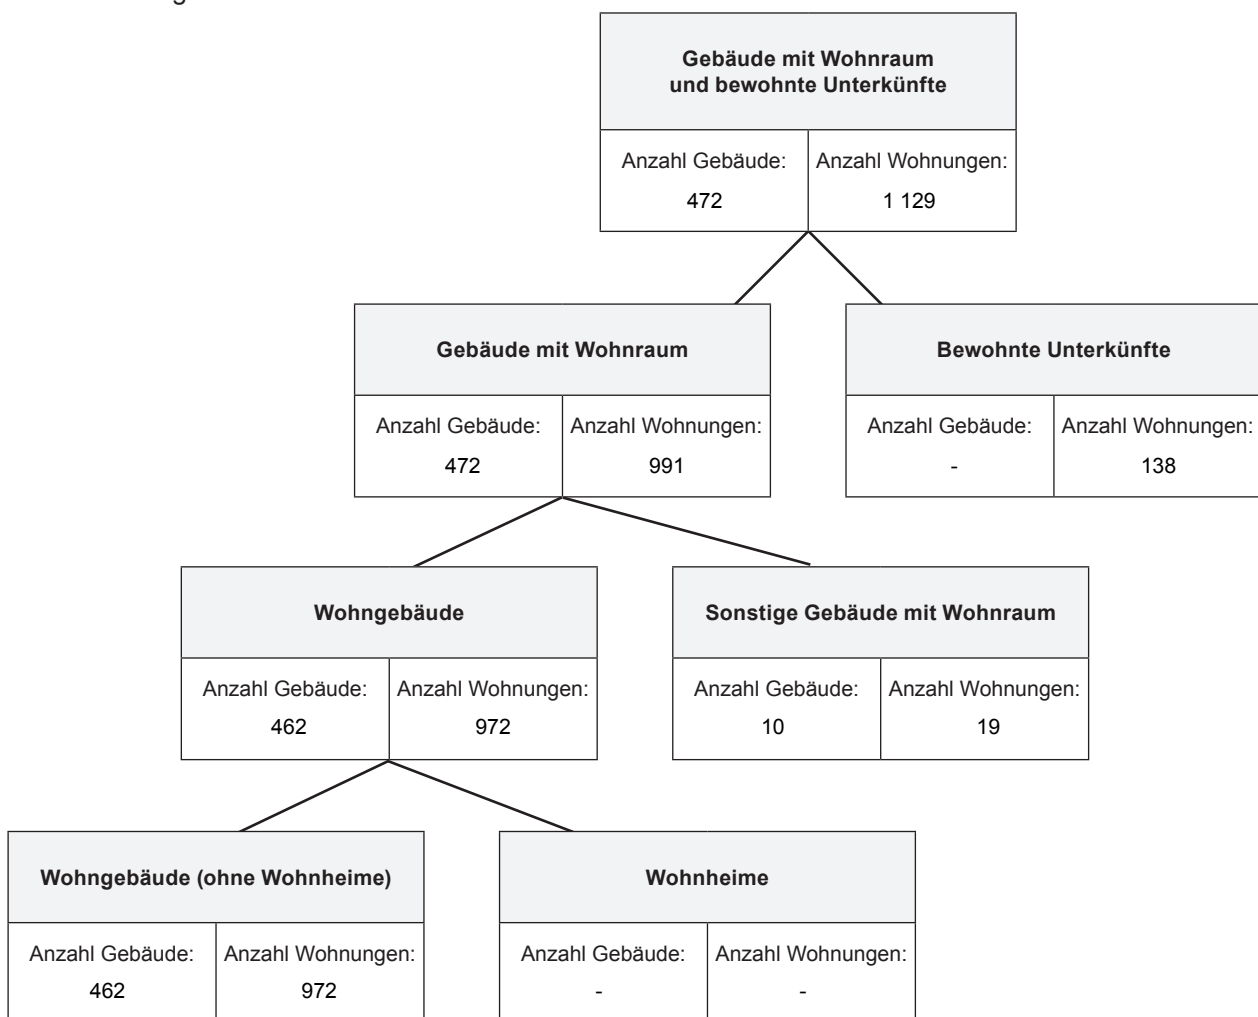 Gebäude mit Wohnraum
und bewohnte Unterkünfte
Anzahl Gebäude:
472
Anzahl Wohnungen:
1 129
Gebäude mit Wohnraum
Anzahl Gebäude:
472
Anzahl Wohnungen:
991
Bewohnte Unterkünfte
Anzahl Gebäude:
-
Anzahl Wohnungen:
138
Wohngebäude
Anzahl Gebäude:
462
Anzahl Wohnungen:
972
Sonstige Gebäude mit Wohnraum
Anzahl Gebäude:
10
Anzahl Wohnungen:
19
Wohngebäude (ohne Wohnheime)
Anzahl Gebäude:
462
Anzahl Wohnungen:
972
Wohnheime
Anzahl Gebäude:
-
Anzahl Wohnungen:
-